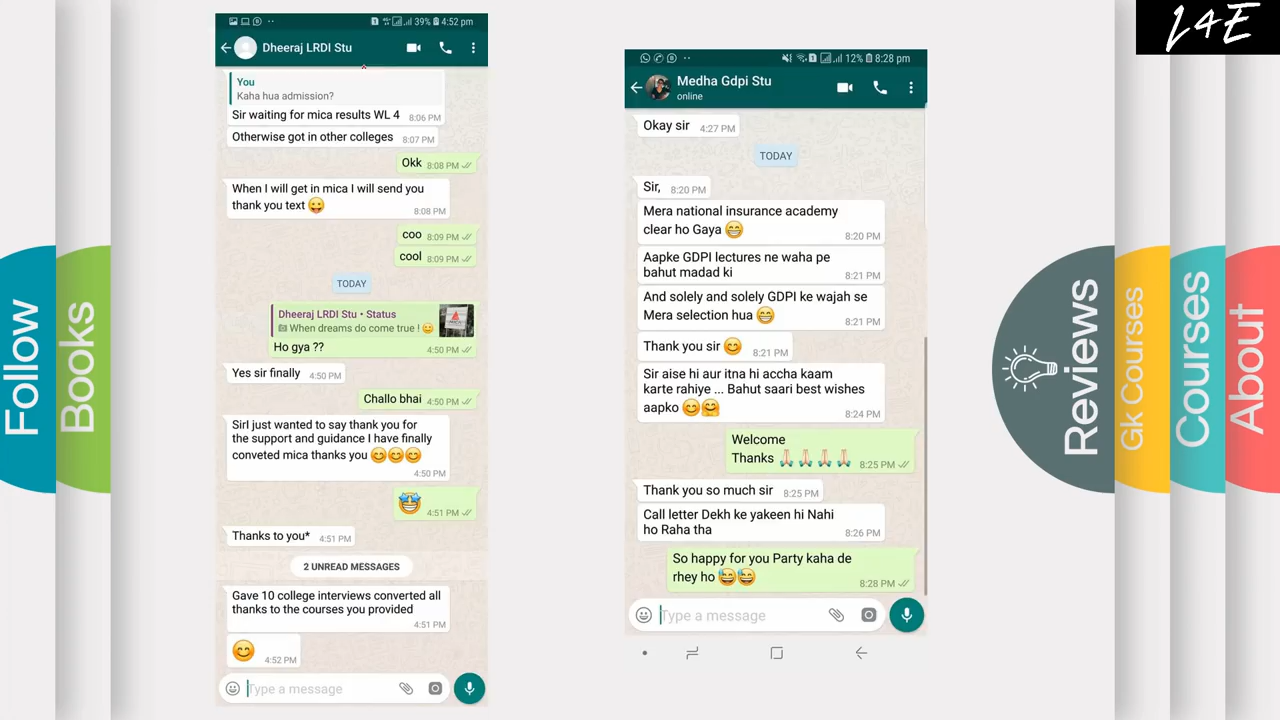 L4E
Follow
Books
39% 4:52 pm
Dheeraj LRDI Stu
You
Kaha hua admission?
Sir waiting for mica results WL 4 8:06 PM
Otherwise got in other colleges 8:07 PM
Okk 8:08 PM
When I will get in mica I will send you
thank you text 😜
8:08 PM
coo 8:09 PM
cool 8:09 PM
TODAY
Dheeraj LRDI Stu • Status
When dreams do come true !
Ho gya ?? 4:50 PM
Yes sir finally 4:50 PM
Challo bhai 4:50 PM
SirI just wanted to say thank you for
the support and guidance I have finally
conveted mica thanks you 😊😊😊
4:50 PM
🤩 4:51 PM
Thanks to you* 4:51 PM
2 UNREAD MESSAGES
Gave 10 college interviews converted all
thanks to the courses you provided
4:51 PM
😊 4:52 PM
Type a message
12% 8:28 pm
Medha Gdpi Stu
online
Okay sir 4:27 PM
TODAY
Sir, 8:20 PM
Mera national insurance academy
clear ho Gaya 😁 8:20 PM
Aapke GDPI lectures ne waha pe
bahut madad ki 8:21 PM
And solely and solely GDPI ke wajah se
Mera selection hua 😁 8:21 PM
Thank you sir 😊 8:21 PM
Sir aise hi aur itna hi accha kaam
karte rahiye ... Bahut saari best wishes
aapko 😊🤗 8:24 PM
Welcome
Thanks 🙏🏻🙏🏻🙏🏻🙏🏻 8:25 PM
Thank you so much sir 8:25 PM
Call letter Dekh ke yakeen hi Nahi
ho Raha tha 8:26 PM
So happy for you Party kaha de
rhey ho 😅😅 8:28 PM
Type a message
Reviews
Gk Courses
Courses
About